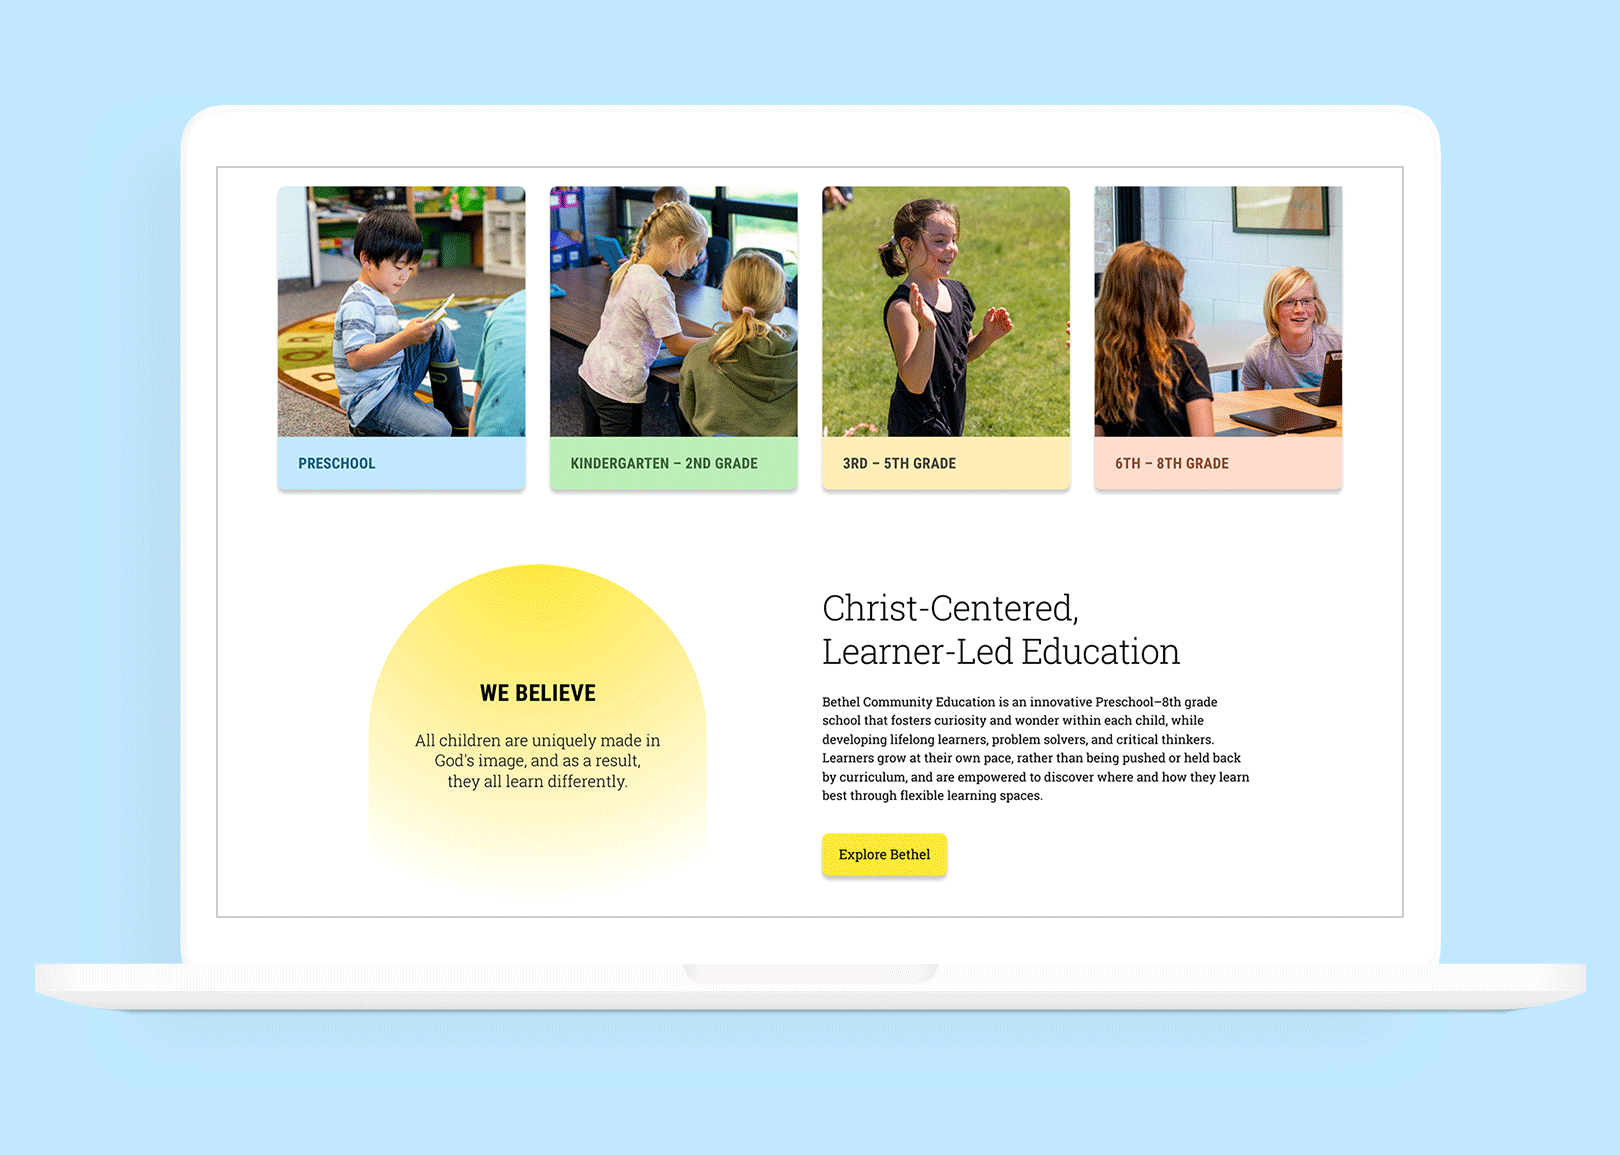 PRESCHOOL
KINDERGARTEN – 2ND GRADE
3RD – 5TH GRADE
6TH – 8TH GRADE
WE BELIEVE
All children are uniquely made in
God's image, and as a result,
they all learn differently.
Christ-Centered,
Learner-Led Education
Bethel Community Education is an innovative Preschool–8th grade
school that fosters curiosity and wonder within each child, while
developing lifelong learners, problem solvers, and critical thinkers.
Learners grow at their own pace, rather than being pushed or held back
by curriculum, and are empowered to discover where and how they learn
best through flexible learning spaces.
Explore Bethel